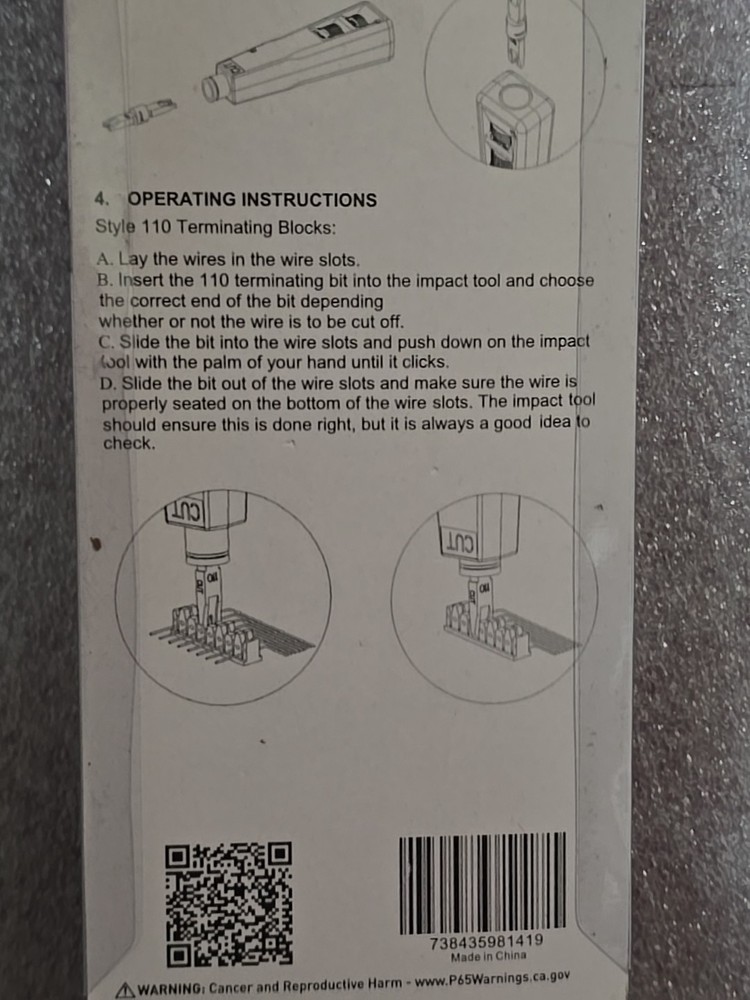 4. OPERATING INSTRUCTIONS
Style 110 Terminating Blocks:
A. Lay the wires in the wire slots.
B. Insert the 110 terminating bit into the impact tool and choose
the correct end of the bit depending
whether or not the wire is to be cut off.
C. Slide the bit into the wire slots and push down on the impact
tool with the palm of your hand until it clicks.
D. Slide the bit out of the wire slots and make sure the wire is
properly seated on the bottom of the wire slots. The impact tool
should ensure this is done right, but it is always a good idea to
check.
CUT
CUT
738435981419
Made in China
WARNING: Cancer and Reproductive Harm - www.P65Warnings.ca.gov